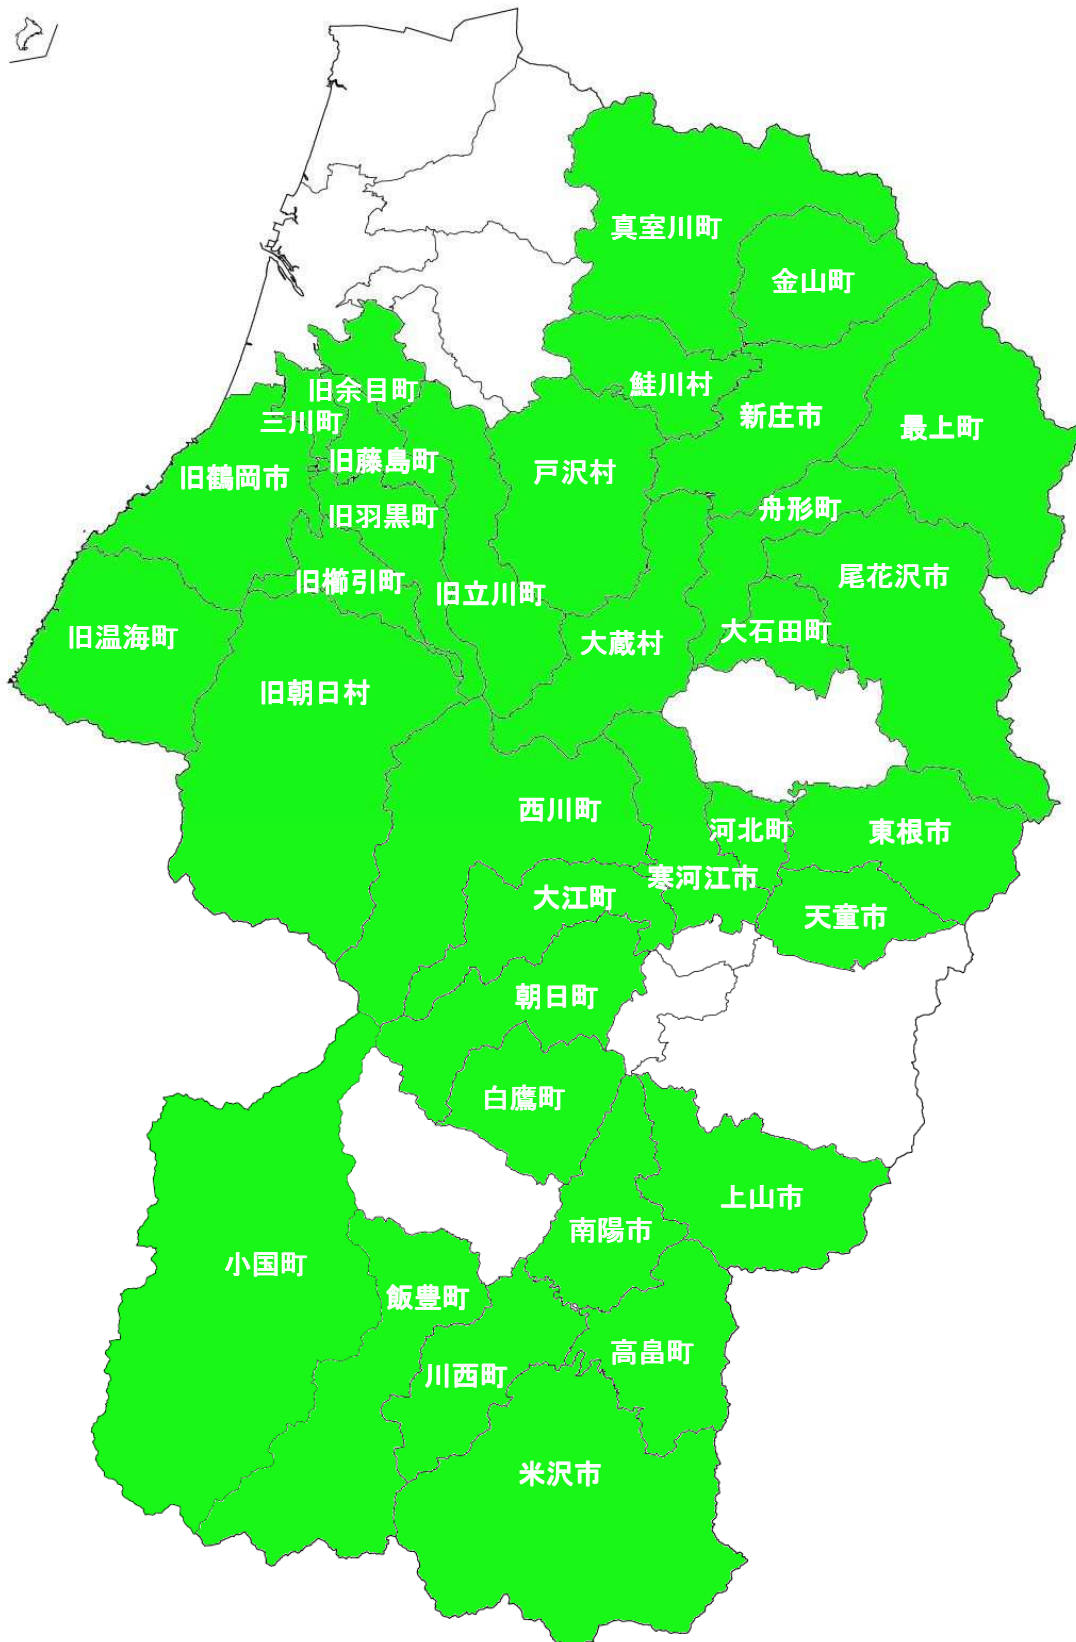 真室川町
金山町
鮭川村
旧余目町
新庄市
三川町
最上町
旧藤島町
戸沢村
旧鶴岡市
舟形町
旧羽黒町
尾花沢市
旧櫛引町
旧立川町
大石田町
旧温海町
大蔵村
旧朝日村
西川町
河北町
東根市
寒河江市
大江町
天童市
朝日町
白鷹町
上山市
南陽市
小国町
飯豊町
高畠町
川西町
米沢市